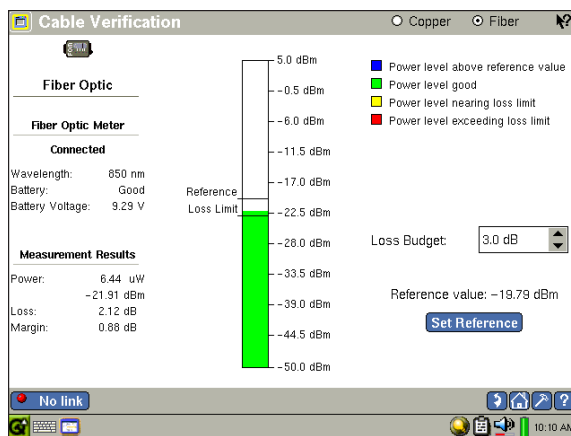 Cable Verification
Copper
Fiber
Fiber Optic
Fiber Optic Meter
Connected
Wavelength: 850 nm
Battery: Good
Battery Voltage: 9.29 V
Measurement Results
Power: 6.44 uW
-21.91 dBm
Loss: 2.12 dB
Margin: 0.88 dB
Reference
Loss Limit
5.0 dBm
-0.5 dBm
-6.0 dBm
-11.5 dBm
-17.0 dBm
-22.5 dBm
-28.0 dBm
-33.5 dBm
-39.0 dBm
-44.5 dBm
-50.0 dBm
Power level above reference value
Power level good
Power level nearing loss limit
Power level exceeding loss limit
Loss Budget: 3.0 dB
Reference value: -19.79 dBm
Set Reference
No link
10:10 AM